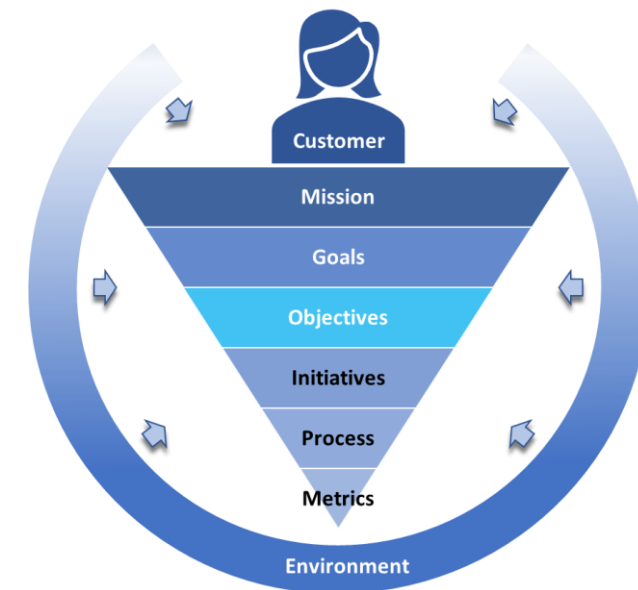 Customer
Mission
Goals
Objectives
Initiatives
Process
Metrics
Environment